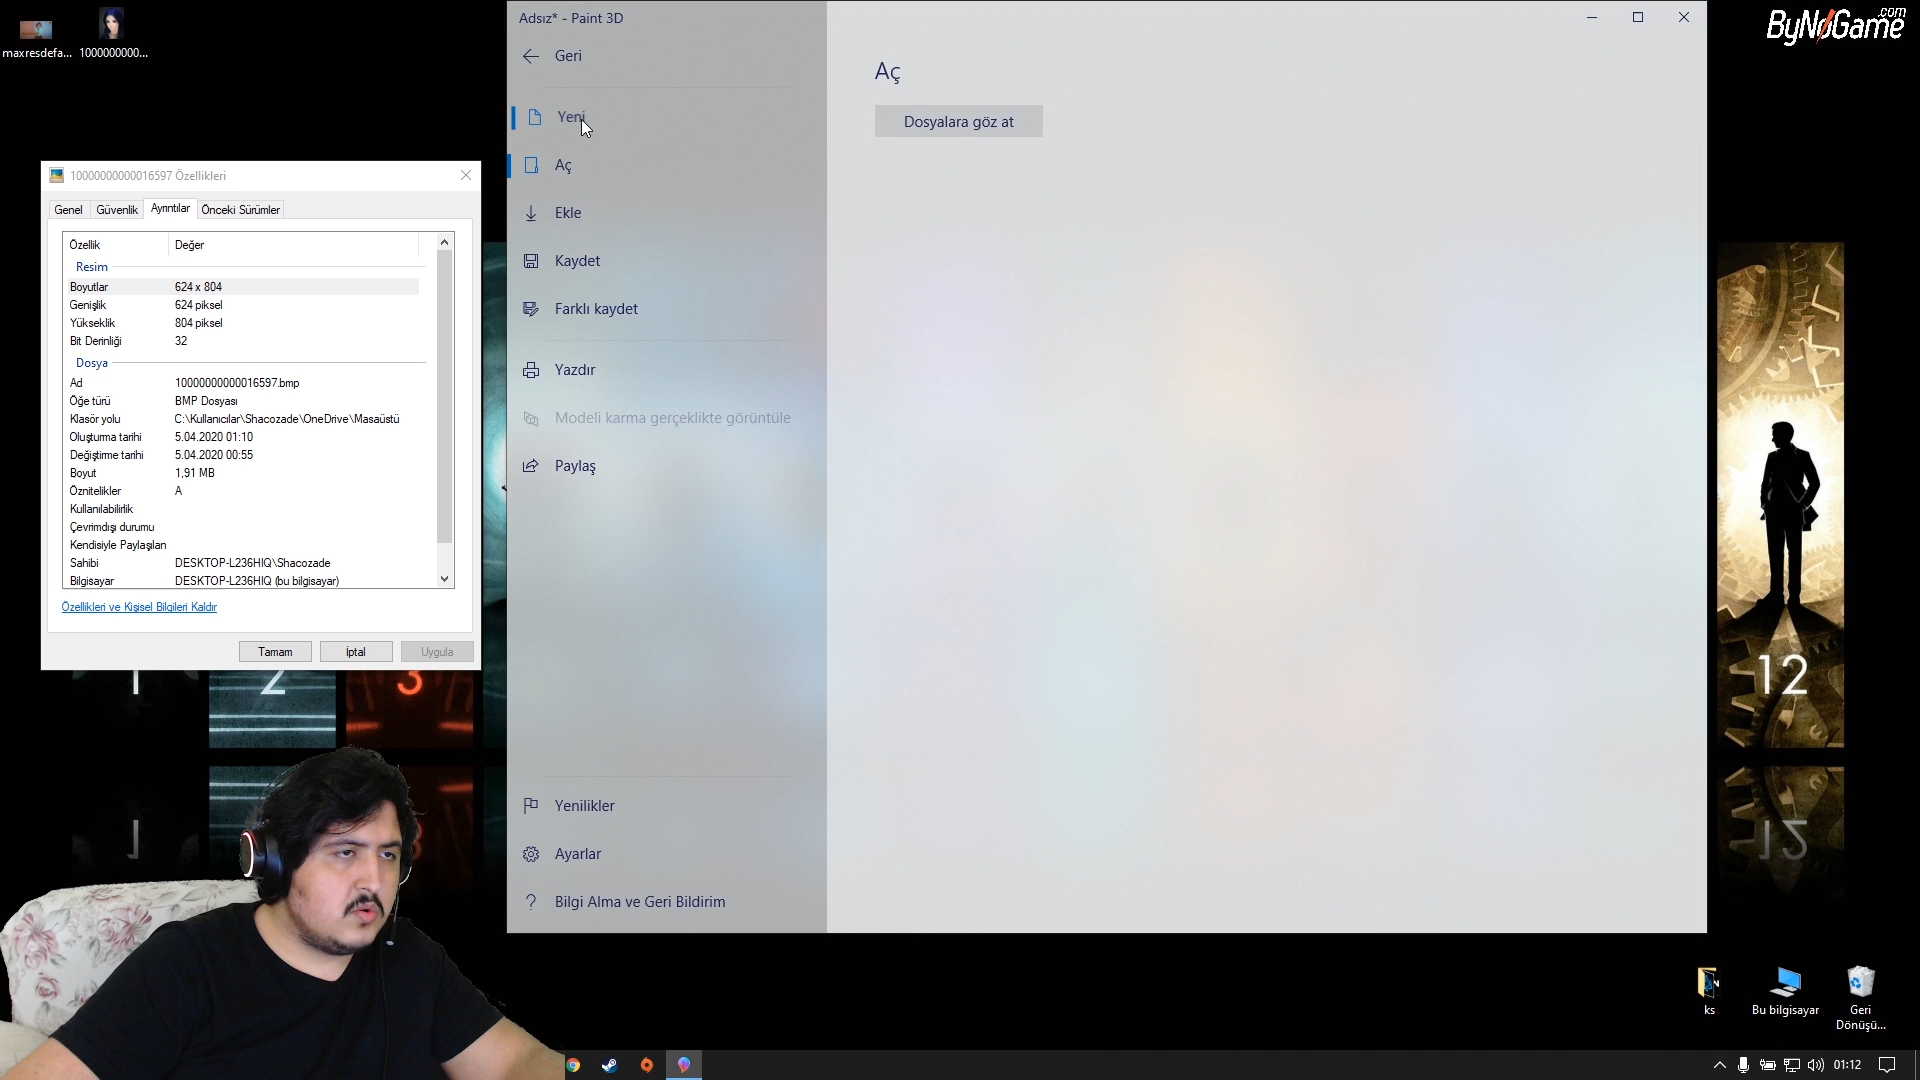 maxresdefa...
1000000000...
10000000000016597 Özellikleri
Genel
Güvenlik
Ayrıntılar
Önceki Sürümler
Özellik
Değer
Resim
Boyutlar 624 x 804
Genişlik 624 piksel
Yükseklik 804 piksel
Bit Derinliği 32
Dosya
Ad 10000000000016597.bmp
Öğe türü BMP Dosyası
Klasör yolu C:\Kullanıcılar\Shacozade\OneDrive\Masaüstü
Oluşturma tarihi 5.04.2020 01:10
Değiştirme tarihi 5.04.2020 00:55
Boyut 1,91 MB
Öznitelikler A
Kullanılabilirlik
Çevrimdışı durumu
Kendisiyle Paylaşılan
Sahibi DESKTOP-L236HIQ\Shacozade
Bilgisayar DESKTOP-L236HIQ (bu bilgisayar)
Özellikleri ve Kişisel Bilgileri Kaldır
Tamam
İptal
Uygula
Adsız* - Paint 3D
Geri
Yeni
Aç
Ekle
Kaydet
Farklı kaydet
Yazdır
Modeli karma gerçeklikte görüntüle
Paylaş
Yenilikler
Ayarlar
Bilgi Alma ve Geri Bildirim
Aç
Dosyalara göz at
ByNoGame.com
1
2
3
12
ks
Bu bilgisayar
Geri
Dönüşü...
01:12